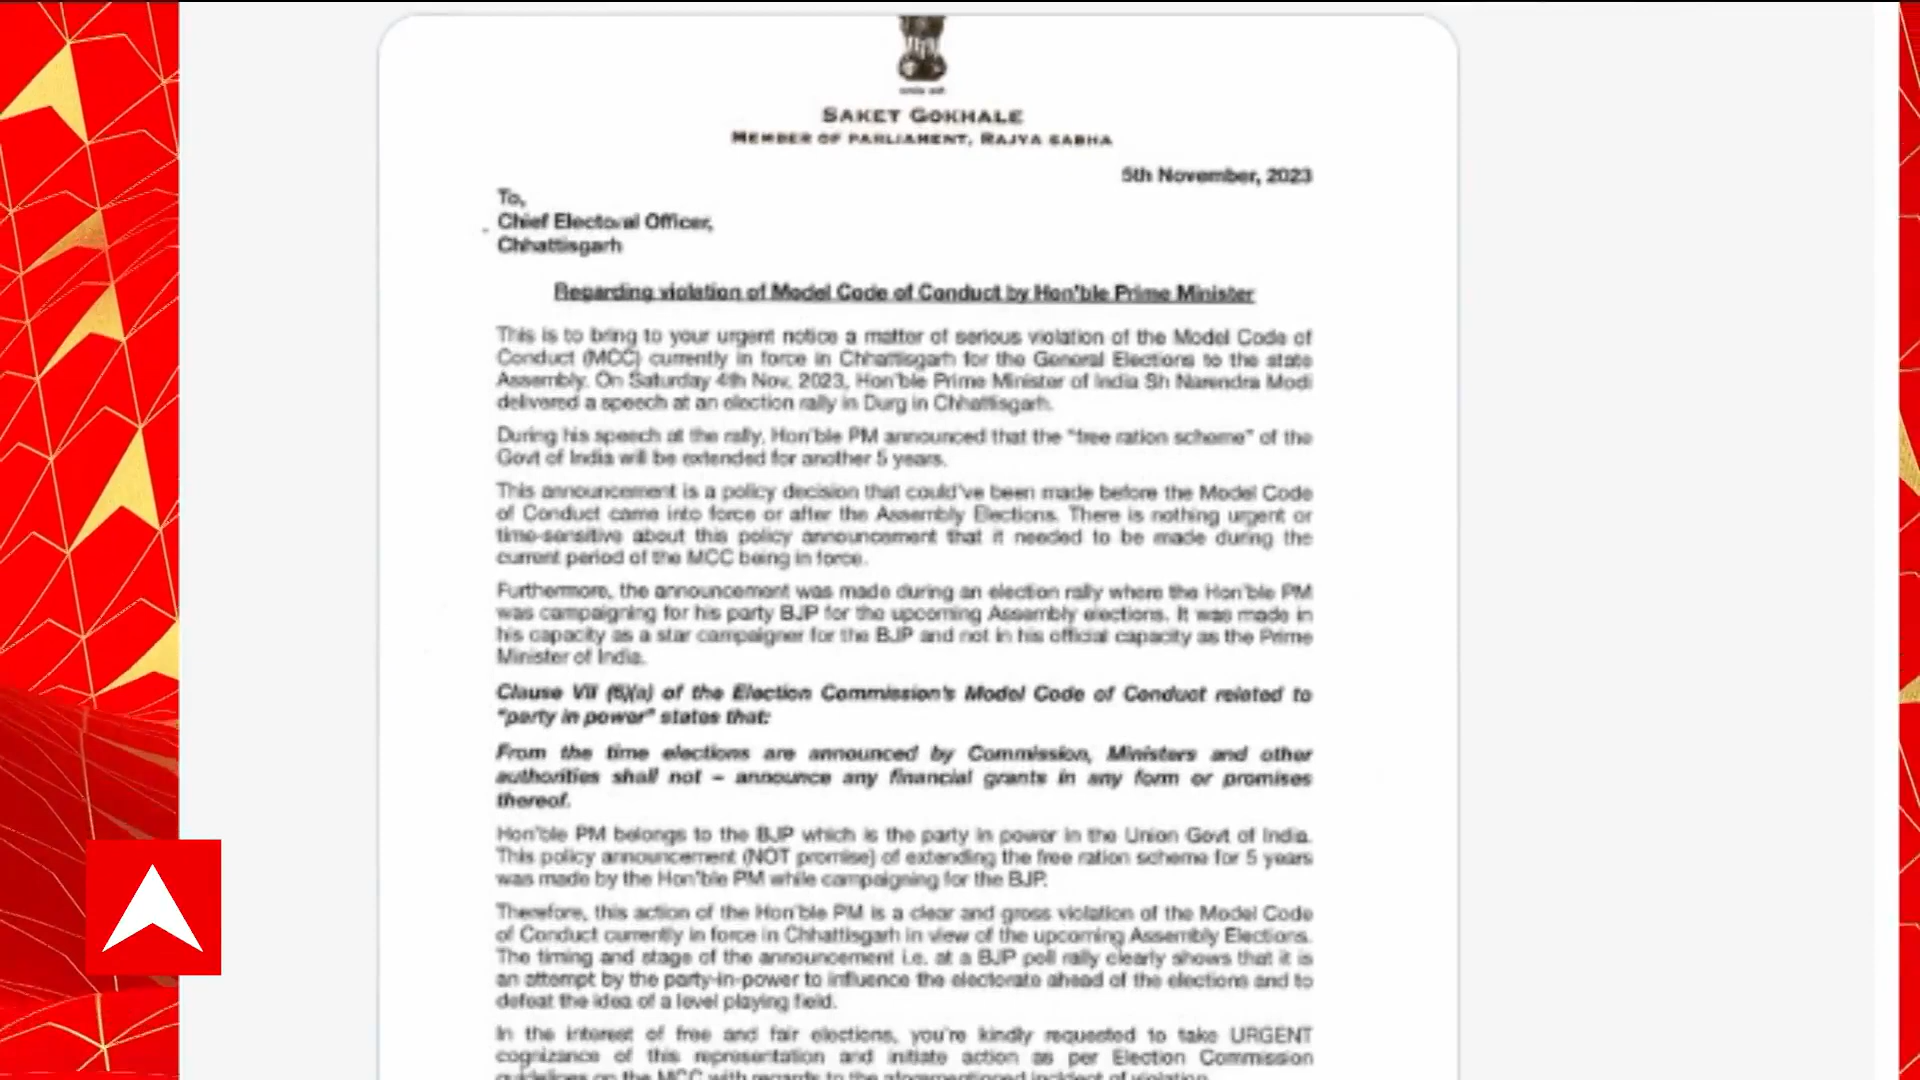 SAKET GOKHALE
MEMBER OF PARLIAMENT, RAJYA SABHA
5th November, 2023
To,
Chief Electoral Officer,
Chhattisgarh
Regarding violation of Model Code of Conduct by Hon'ble Prime Minister
This is to bring to your urgent notice a matter of serious violation of the Model Code of
Conduct (MCC) currently in force in Chhattisgarh for the General Elections to the state
Assembly. On Saturday 4th Nov, 2023, Hon'ble Prime Minister of India Sh Narendra Modi
delivered a speech at an election rally in Durg in Chhattisgarh.
During his speech at the rally, Hon'ble PM announced that the "free ration scheme" of the
Govt of India will be extended for another 5 years.
This announcement is a policy decision that could've been made before the Model Code
of Conduct came into force or after the Assembly Elections. There is nothing urgent or
time-sensitive about this policy announcement that it needed to be made during the
current period of the MCC being in force.
Furthermore, the announcement was made during an election rally where the Hon'ble PM
was campaigning for his party BJP for the upcoming Assembly elections. It was made in
his capacity as a star campaigner for the BJP and not in his official capacity as the Prime
Minister of India.
Clause VII (6)(a) of the Election Commission's Model Code of Conduct related to
"party in power" states that:
From the time elections are announced by Commission, Ministers and other
authorities shall not – announce any financial grants in any form or promises
thereof.
Hon'ble PM belongs to the BJP which is the party in power in the Union Govt of India.
This policy announcement (NOT promise) of extending the free ration scheme for 5 years
was made by the Hon'ble PM while campaigning for the BJP.
Therefore, this action of the Hon'ble PM is a clear and gross violation of the Model Code
of Conduct currently in force in Chhattisgarh in view of the upcoming Assembly Elections.
The timing and stage of the announcement i.e. at a BJP poll rally clearly shows that it is
an attempt by the party-in-power to influence the electorate ahead of the elections and to
defeat the idea of a level playing field.
In the interest of free and fair elections, you're kindly requested to take URGENT
cognizance of this representation and initiate action as per Election Commission
guidelines on the MCC with regards to the aforementioned incident of violation.